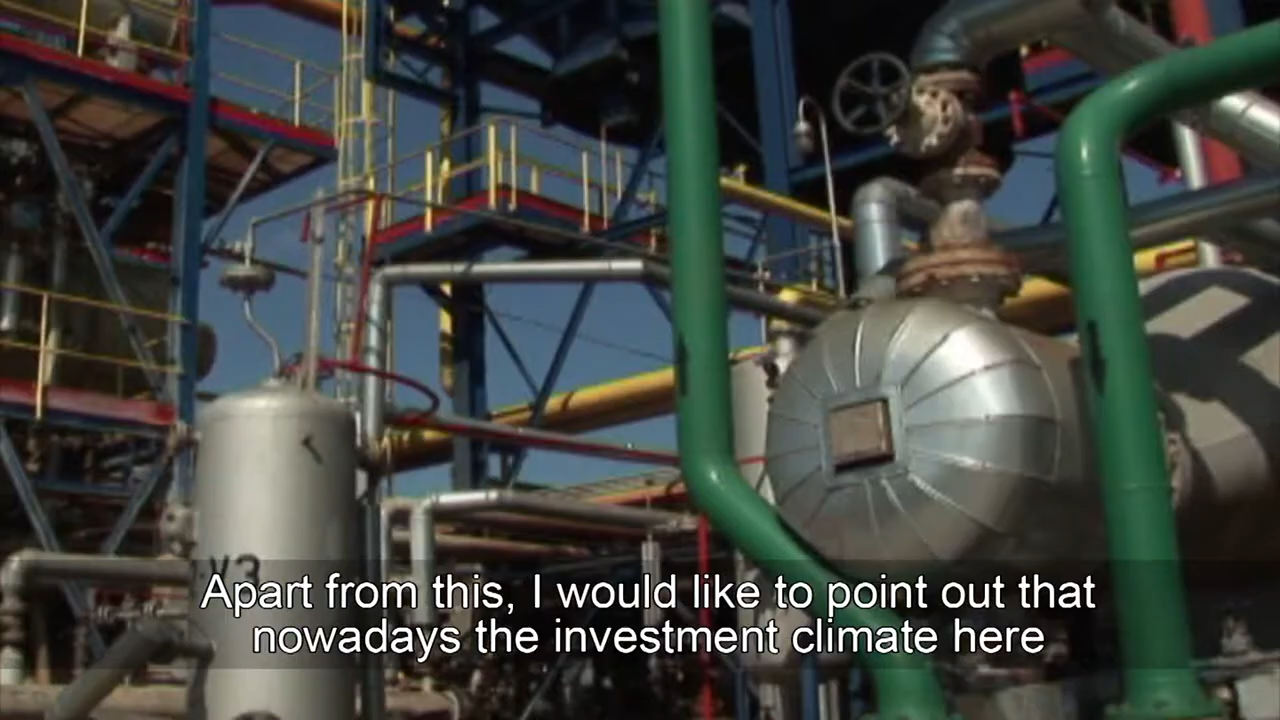 Apart from this, I would like to point out that
nowadays the investment climate here